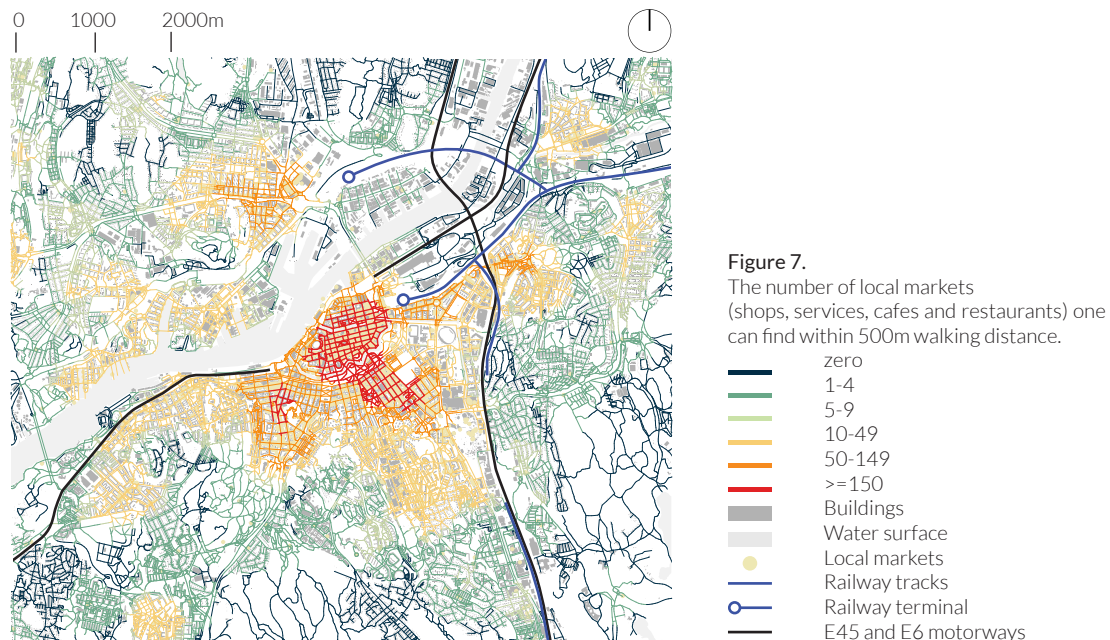 0 1000 2000m
Figure 7.
The number of local markets
(shops, services, cafes and restaurants) one
can find within 500m walking distance.
zero
1-4
5-9
10-49
50-149
>=150
Buildings
Water surface
Local markets
Railway tracks
Railway terminal
E45 and E6 motorways